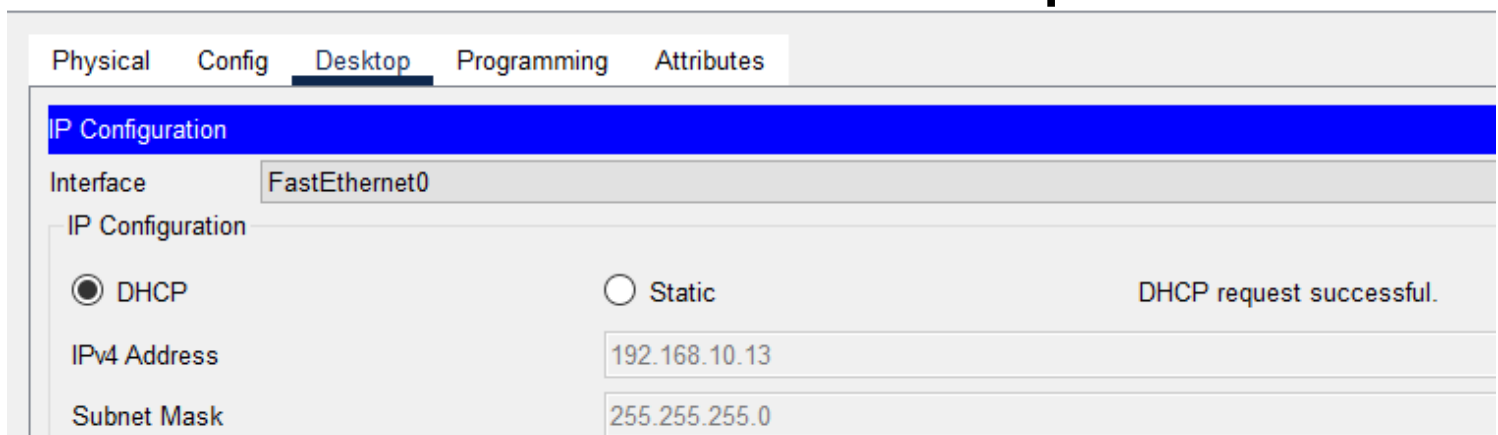 Physical Config Desktop Programming Attributes
IP Configuration
Interface FastEthernet0
IP Configuration
DHCP Static DHCP request successful.
IPv4 Address 192.168.10.13
Subnet Mask 255.255.255.0